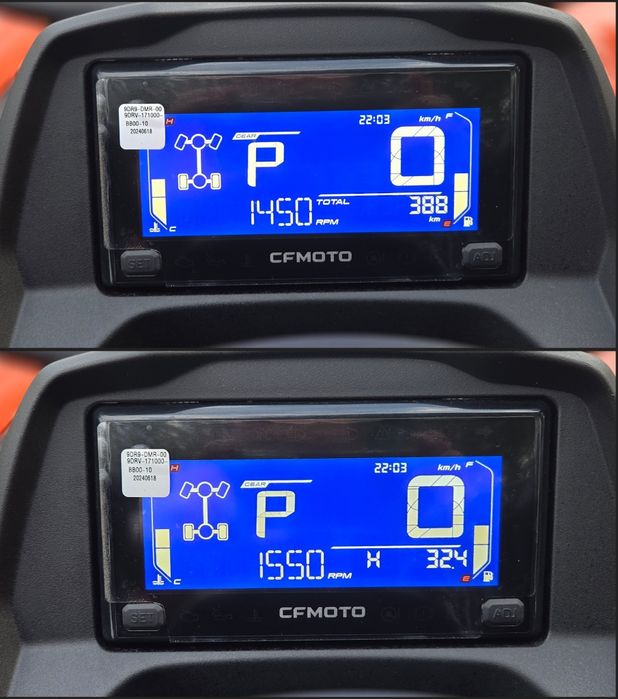 9DR9-DMR-00
9DRV-171000-
BB00-10
20240618
H
22:03
km/h
F
GEAR
P
0
1450 RPM
TOTAL 388 km
C
E
SET
CFMOTO
ADJ
9DR9-DMR-00
9DRV-171000-
BB00-10
20240618
H
22:03
km/h
F
GEAR
P
0
1550 RPM
H 32.4
C
E
SET
CFMOTO
ADJ